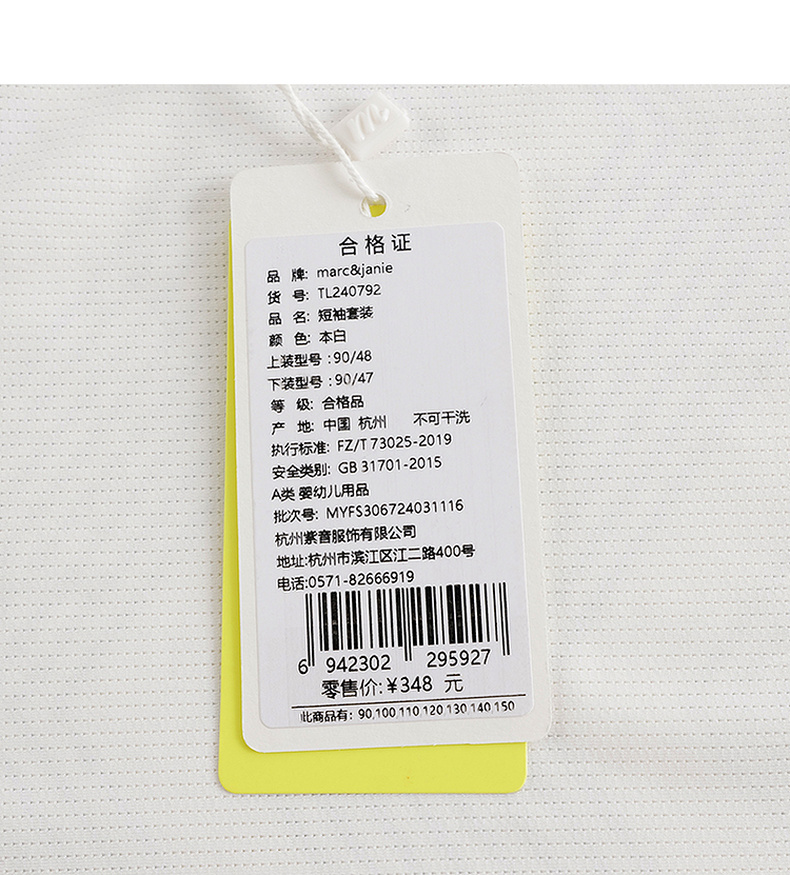 m
合格证
品 牌: marc&janie
货 号: TL240792
品 名: 短袖套装
颜 色: 本白
上装型号 :90/48
下装型号 :90/47
等 级: 合格品
产 地: 中国 杭州 不可干洗
执行标准: FZ/T 73025-2019
安全类别: GB 31701-2015
A类 婴幼儿用品
批次号: MYFS306724031116
杭州紫音服饰有限公司
地址:杭州市滨江区江二路400号
电话:0571-82666919
6 942302 295927
零售价:¥348 元
此商品有: 90,100,110,120,130,140,150